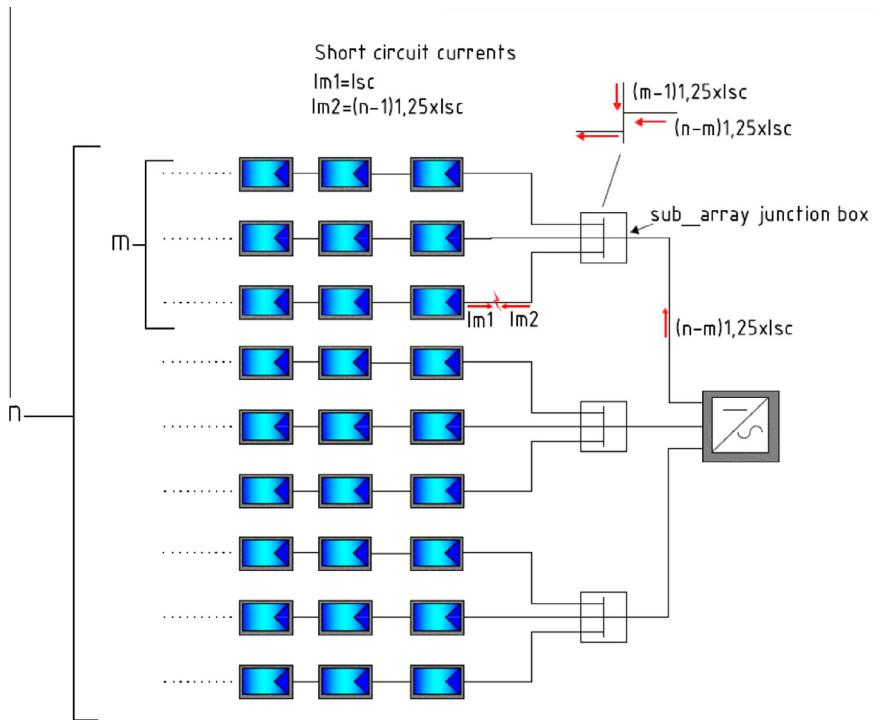 Short circuit currents
Im1=Isc
Im2=(n-1)1,25xIsc
(m-1)1,25xIsc
(n-m)1,25xIsc
sub_array junction box
m
Im1 Im2
(n-m)1,25xIsc
n